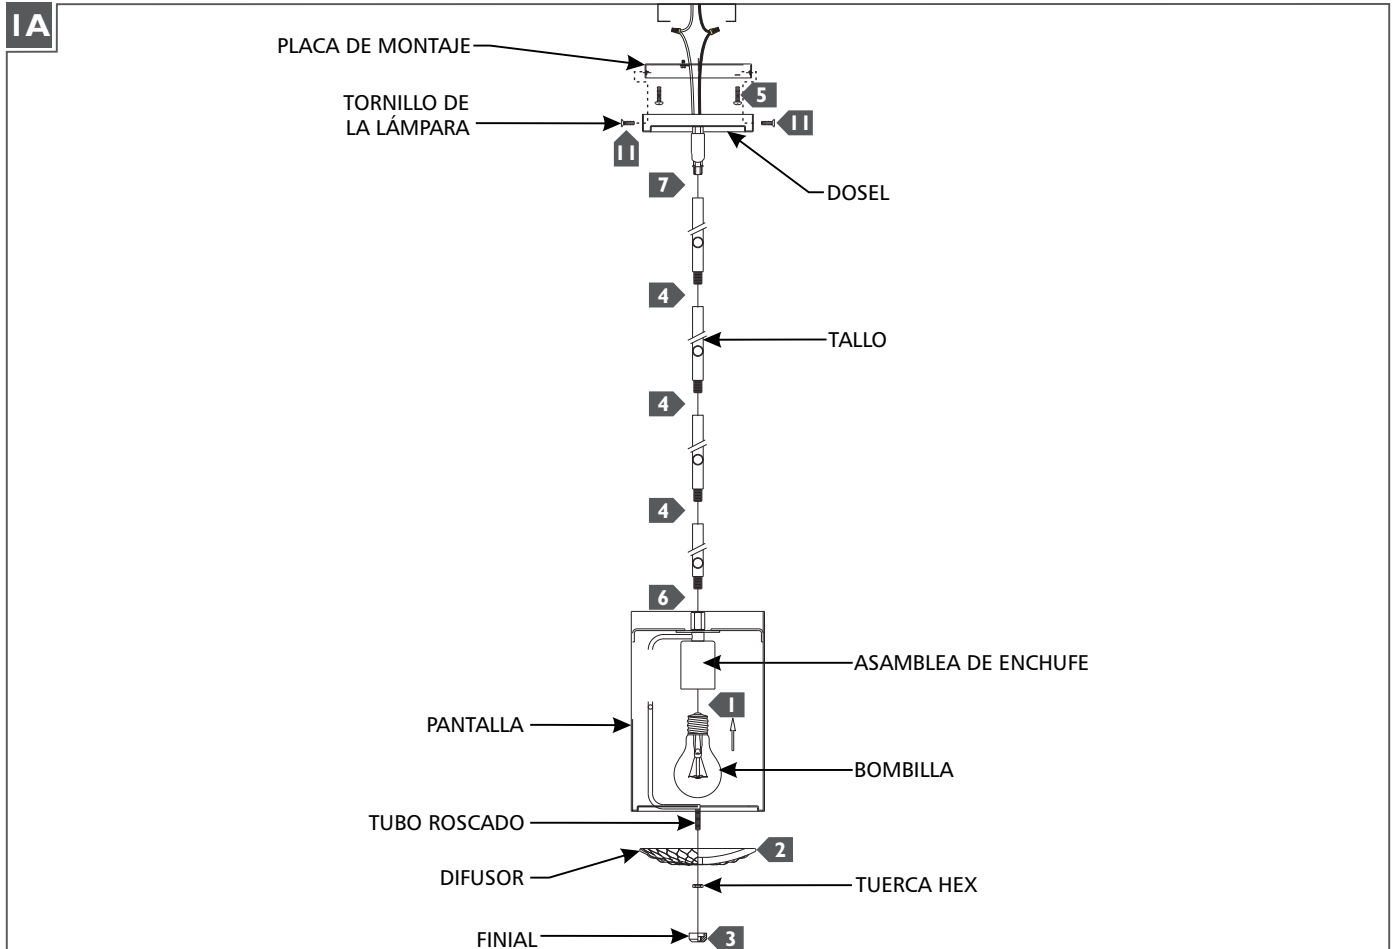 1A
PLACA DE MONTAJE
5
TORNILLO DE
LA LÁMPARA
11
11
7
DOSEL
4
TALLO
4
4
6
ASAMBLEA DE ENCHUFE
1
PANTALLA
BOMBILLA
TUBO ROSCADO
2
DIFUSOR
TUERCA HEX
FINIAL
3